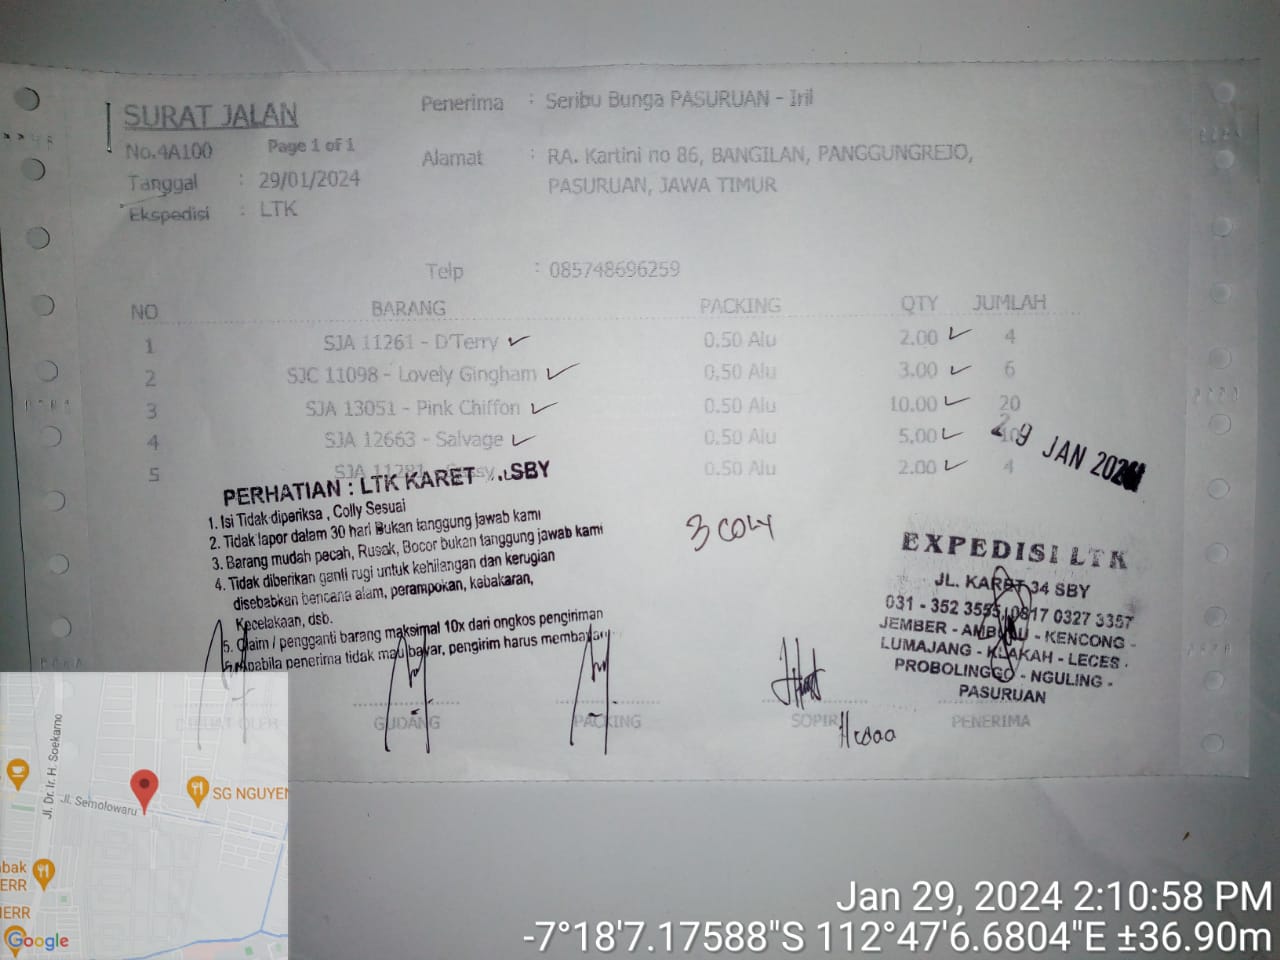 SURAT JALAN
No.4A100 Page 1 of 1
Tanggal : 29/01/2024
Ekspedisi : LTK
Penerima : Seribu Bunga PASURUAN - Iril
Alamat : RA. Kartini no 86, BANGILAN, PANGGUNGREJO,
PASURUAN, JAWA TIMUR
Telp : 085748696259
NO BARANG PACKING QTY JUMLAH
1 SJA 11261 - D'Terry ✓ 0.50 Alu 2.00 ✓ 4
2 SJC 11098 - Lovely Gingham ✓ 0.50 Alu 3.00 ✓ 6
3 SJA 13051 - Pink Chiffon ✓ 0.50 Alu 10.00 ✓ 20
4 SJA 12663 - Salvage ✓ 0.50 Alu 5.00 ✓ 10
5 SJA 11281 - 0.50 Alu 2.00 ✓ 4
29 JAN 2024
PERHATIAN : LTK KARET SBY
1. Isi Tidak diperiksa , Colly Sesuai
2. Tidak lapor dalam 30 hari Bukan tanggung jawab kami
3. Barang mudah pecah, Rusak, Bocor bukan tanggung jawab kami
4. Tidak diberikan ganti rugi untuk kehilangan dan kerugian
disebabkan bencana alam, perampokan, kebakaran,
Kecelakaan, dsb.
5. Claim / pengganti barang maksimal 10x dari ongkos pengiriman
Apabila penerima tidak mau bayar, pengirim harus membayar
3 COLY
EXPEDISI LTK
JL. KARET 34 SBY
031 - 352 3555 / 0817 0327 3357
JEMBER - AMBULU - KENCONG -
LUMAJANG - KLAKAH - LECES -
PROBOLINGGO - NGULING -
PASURUAN
GUDANG PACKING SOPIR PENERIMA
Jl. Dr. Ir. H. Soekarno
Jl. Semolowaru
SG NGUYEN
bak
ERR
IERR
Google
Jan 29, 2024 2:10:58 PM
-7°18'7.17588"S 112°47'6.6804"E ±36.90m